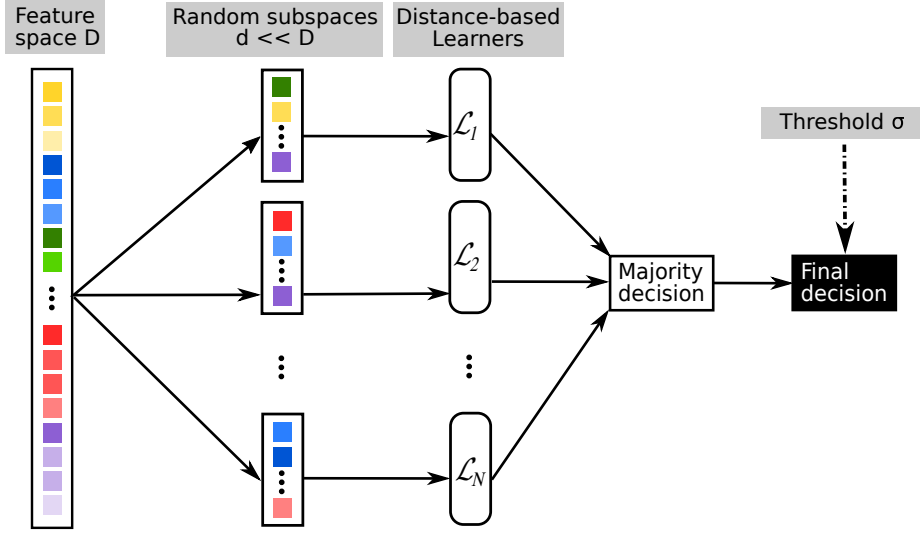 Feature
space D
Random subspaces
d << D
Distance-based
Learners
ℒ1
Threshold σ
ℒ2
Majority
decision
Final
decision
ℒN